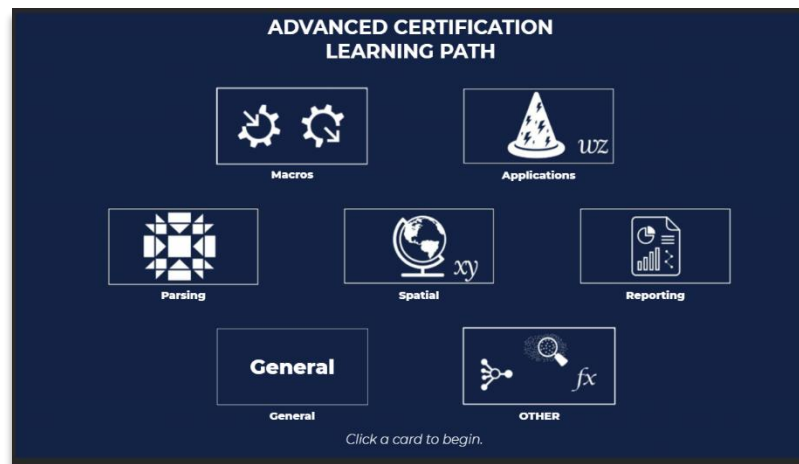 ADVANCED CERTIFICATION
LEARNING PATH
wz
Macros
Applications
xy
Parsing
Spatial
Reporting
General
fx
General
OTHER
Click a card to begin.